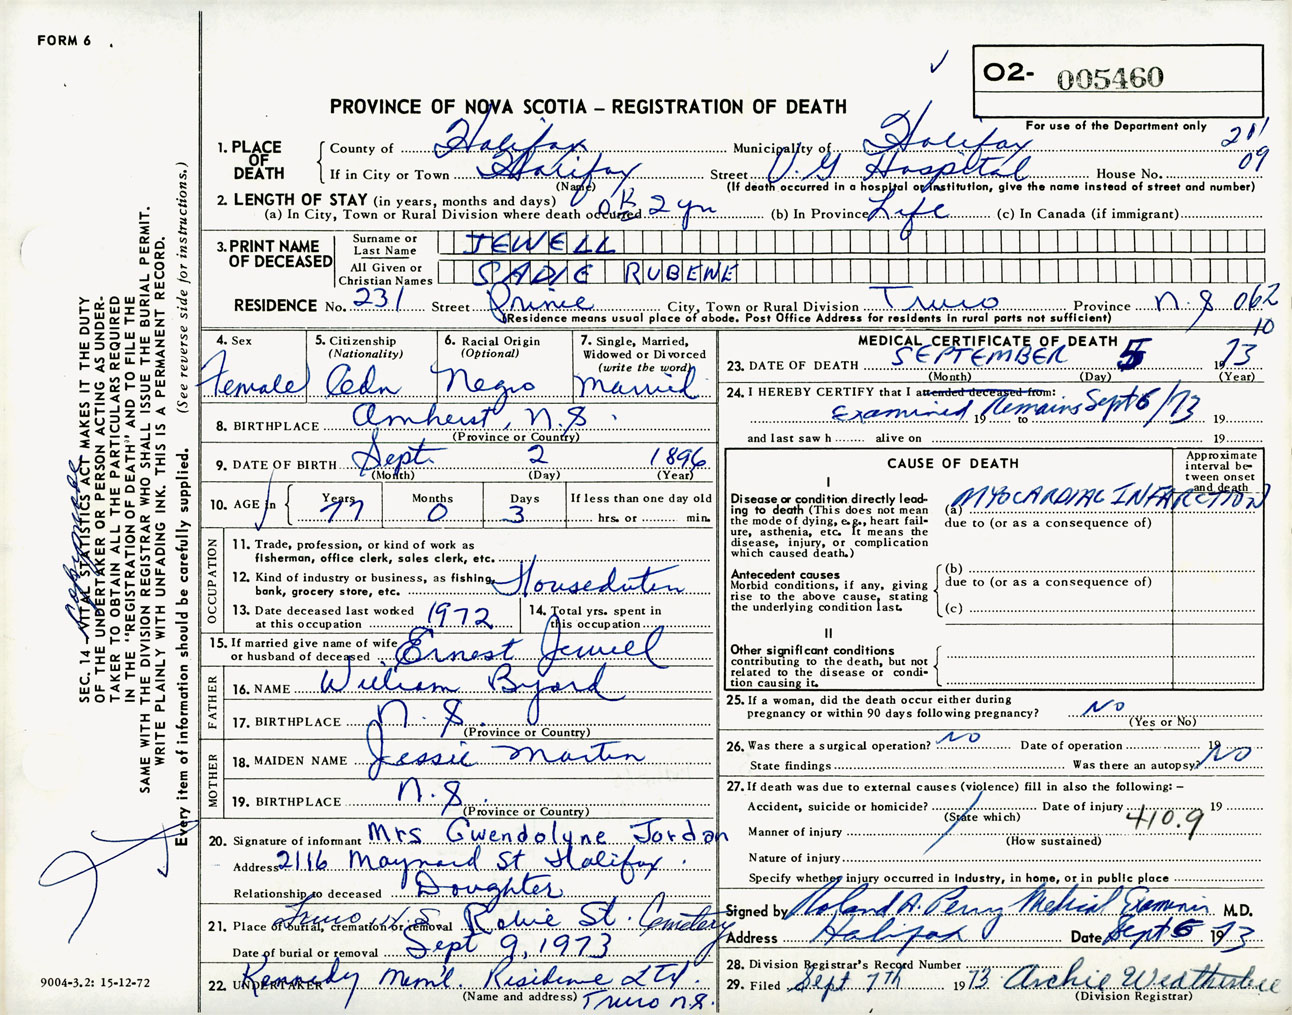 FORM 6
O2- 005460
PROVINCE OF NOVA SCOTIA – REGISTRATION OF DEATH
For use of the Department only
1. PLACE OF DEATH
County of Halifax Municipality of Halifax
If in City or Town Halifax Street V. G Hospital House No.
(Name) (If death occurred in a hospital or institution, give the name instead of street and number)
2. LENGTH OF STAY (in years, months and days)
(a) In City, Town or Rural Division where death occurred 2 yrs (b) In Province Life (c) In Canada (if immigrant)
3. PRINT NAME OF DECEASED
Surname or Last Name JEWELL
All Given or Christian Names SADIE RUBENE
RESIDENCE No. 231 Street Prince City, Town or Rural Division Truro Province N.S 062
10
(Residence means usual place of abode. Post Office Address for residents in rural parts not sufficient)
4. Sex Female
5. Citizenship (Nationality) Cdn
6. Racial Origin (Optional) Negro
7. Single, Married, Widowed or Divorced (write the word) Married
8. BIRTHPLACE Amherst, N.S
(Province or Country)
9. DATE OF BIRTH Sept. 2 1896
(Month) (Day) (Year)
10. AGE in Years 77 Months 0 Days 3 If less than one day old hrs. or min.
OCCUPATION
11. Trade, profession, or kind of work as fisherman, office clerk, sales clerk, etc.
12. Kind of industry or business, as fishing, bank, grocery store, etc. Houseduties
13. Date deceased last worked at this occupation 1972
14. Total yrs. spent in this occupation
15. If married give name of wife or husband of deceased Ernest Jewell
FATHER
16. NAME William Byard
17. BIRTHPLACE N. S.
(Province or Country)
MOTHER
18. MAIDEN NAME Jessie Martin
19. BIRTHPLACE N. S.
(Province or Country)
20. Signature of informant Mrs Gwendolyne Jordan
Address 2116 Maynard St Halifax.
Relationship to deceased Doughter
21. Place of burial, cremation or removal Truro N.S Robie St. Cemetery
Date of burial or removal Sept 9, 1973
22. UNDERTAKER Kennedy Mem'l. Residence Ltd.
(Name and address) Truro N.S.
MEDICAL CERTIFICATE OF DEATH
23. DATE OF DEATH SEPTEMBER 5 1973
(Month) (Day) (Year)
24. I HEREBY CERTIFY that I attended deceased from:
Examined Remains Sept 6/73 19 to 19
and last saw h alive on 19
CAUSE OF DEATH
Approximate interval between onset and death
I
Disease or condition directly leading to death (This does not mean the mode of dying, e.g., heart failure, asthenia, etc. It means the disease, injury, or complication which caused death.)
(a) MYOCARDIAL INFARCTION
due to (or as a consequence of)
Antecedent causes
Morbid conditions, if any, giving rise to the above cause, stating the underlying condition last.
(b)
due to (or as a consequence of)
(c)
II
Other significant conditions contributing to the death, but not related to the disease or condition causing it.
25. If a woman, did the death occur either during pregnancy or within 90 days following pregnancy? No
(Yes or No)
26. Was there a surgical operation? NO Date of operation 19
State findings Was there an autopsy? NO
27. If death was due to external causes (violence) fill in also the following: –
Accident, suicide or homicide? Date of injury 19
(State which) 410.9
Manner of injury
(How sustained)
Nature of injury
Specify whether injury occurred in industry, in home, or in public place
Signed by Roland A. Perry Medical Examiner M.D.
Address Halifax Date Sept 6 1973
28. Division Registrar's Record Number
29. Filed Sept 7th 1973 Archie Weatherbee
(Division Registrar)
SEC. 14 – VITAL STATISTICS ACT MAKES IT THE DUTY
OF THE UNDERTAKER OR PERSON ACTING AS UNDER-
TAKER TO OBTAIN ALL THE PARTICULARS REQUIRED
IN THE "REGISTRATION OF DEATH" AND TO FILE THE
SAME WITH THE DIVISION REGISTRAR WHO SHALL ISSUE THE BURIAL PERMIT.
WRITE PLAINLY WITH UNFADING INK. THIS IS A PERMANENT RECORD.
Every item of information should be carefully supplied. (See reverse side for instructions.)
9004-3.2: 15-12-72